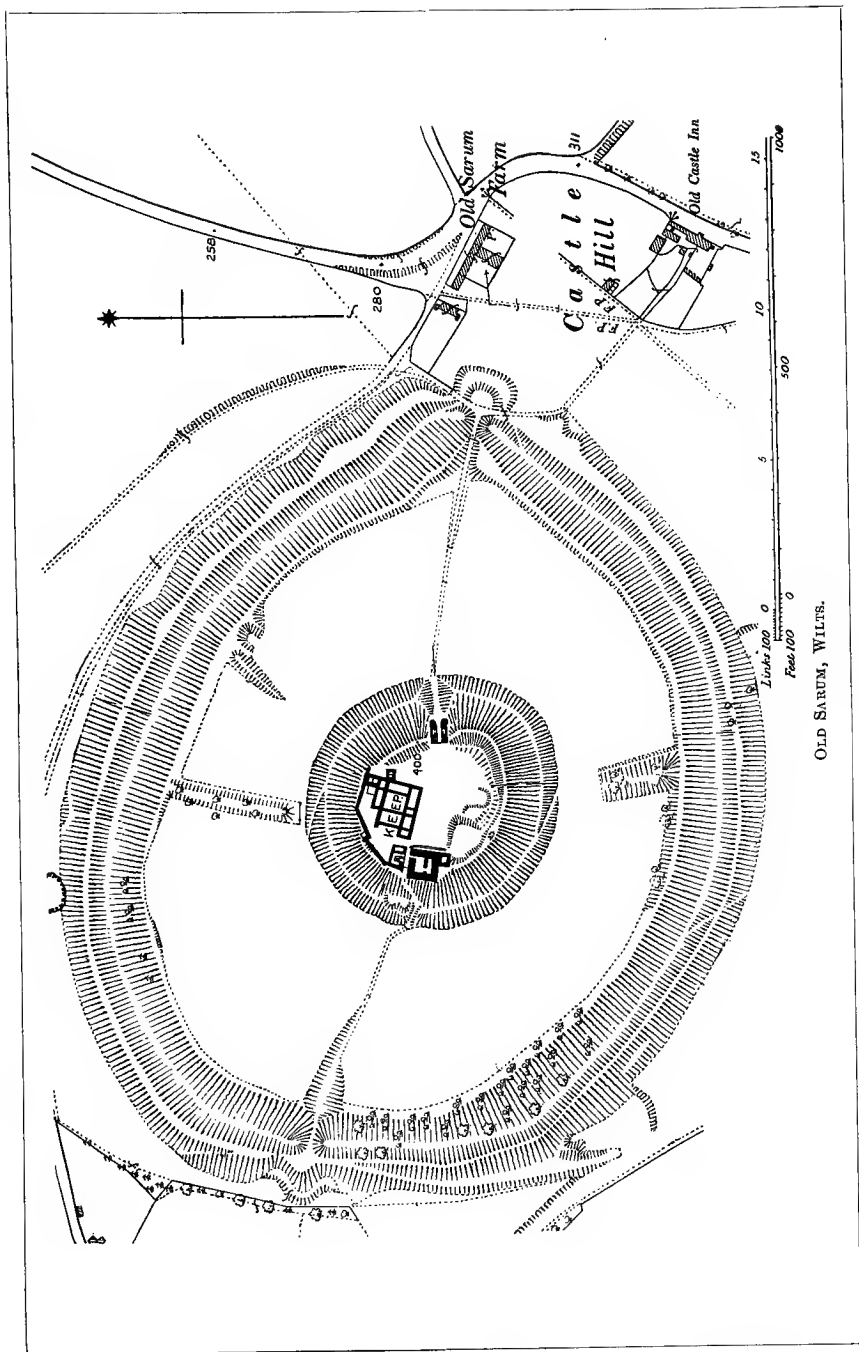 258
280
Old Sarum
Farm
311
Castle
Hill
Old Castle Inn
KEEP
400
B
Links 100 0 5 10 15
Feet 100 0 500 1000
OLD SARUM, WILTS.